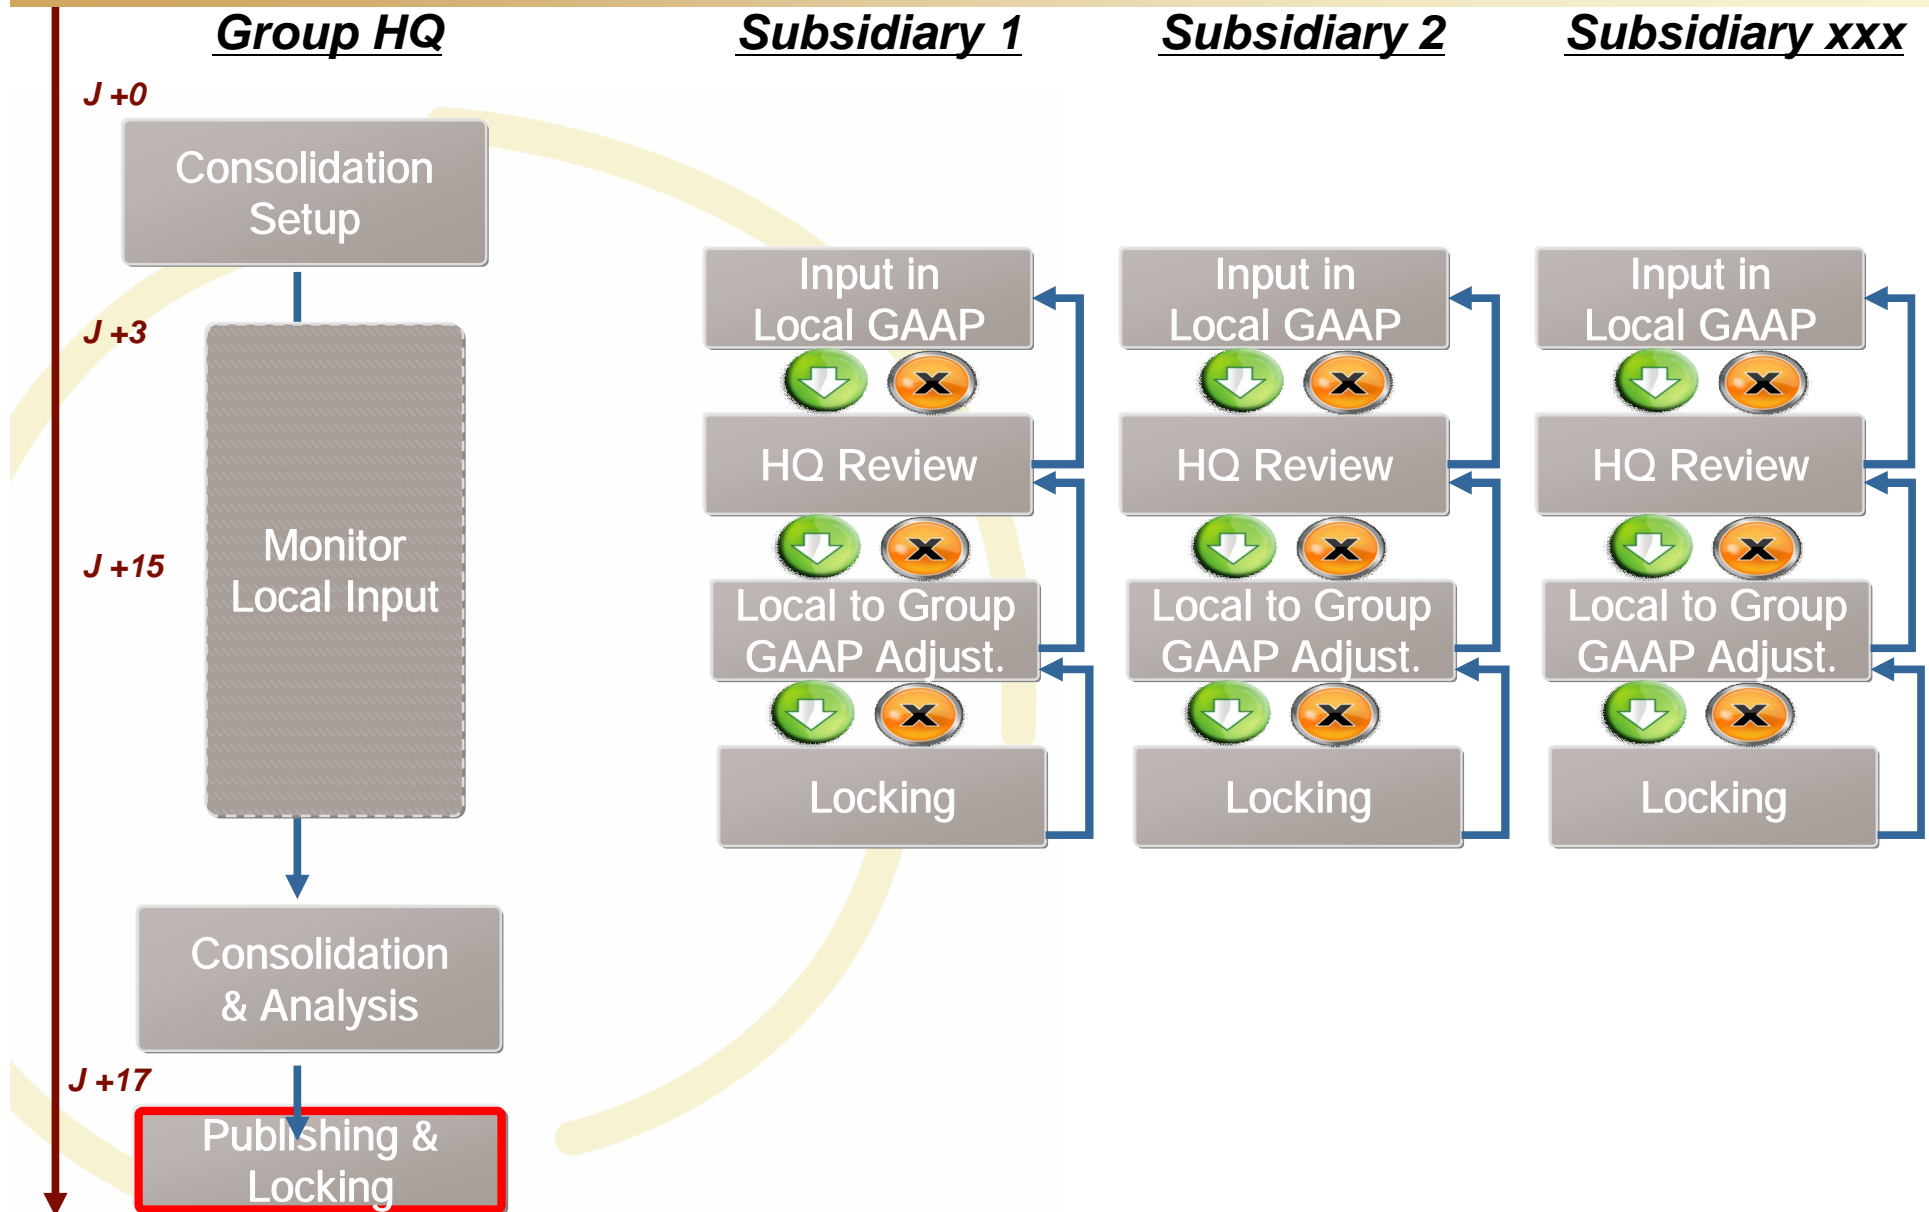 Group HQ
Subsidiary 1
Subsidiary 2
Subsidiary xxx
J +0
Consolidation
Setup
J +3
Monitor
Local Input
J +15
Consolidation
& Analysis
J +17
Publishing &
Locking
Input in
Local GAAP
X
HQ Review
X
Local to Group
GAAP Adjust.
X
Locking
Input in
Local GAAP
X
HQ Review
X
Local to Group
GAAP Adjust.
X
Locking
Input in
Local GAAP
X
HQ Review
X
Local to Group
GAAP Adjust.
X
Locking